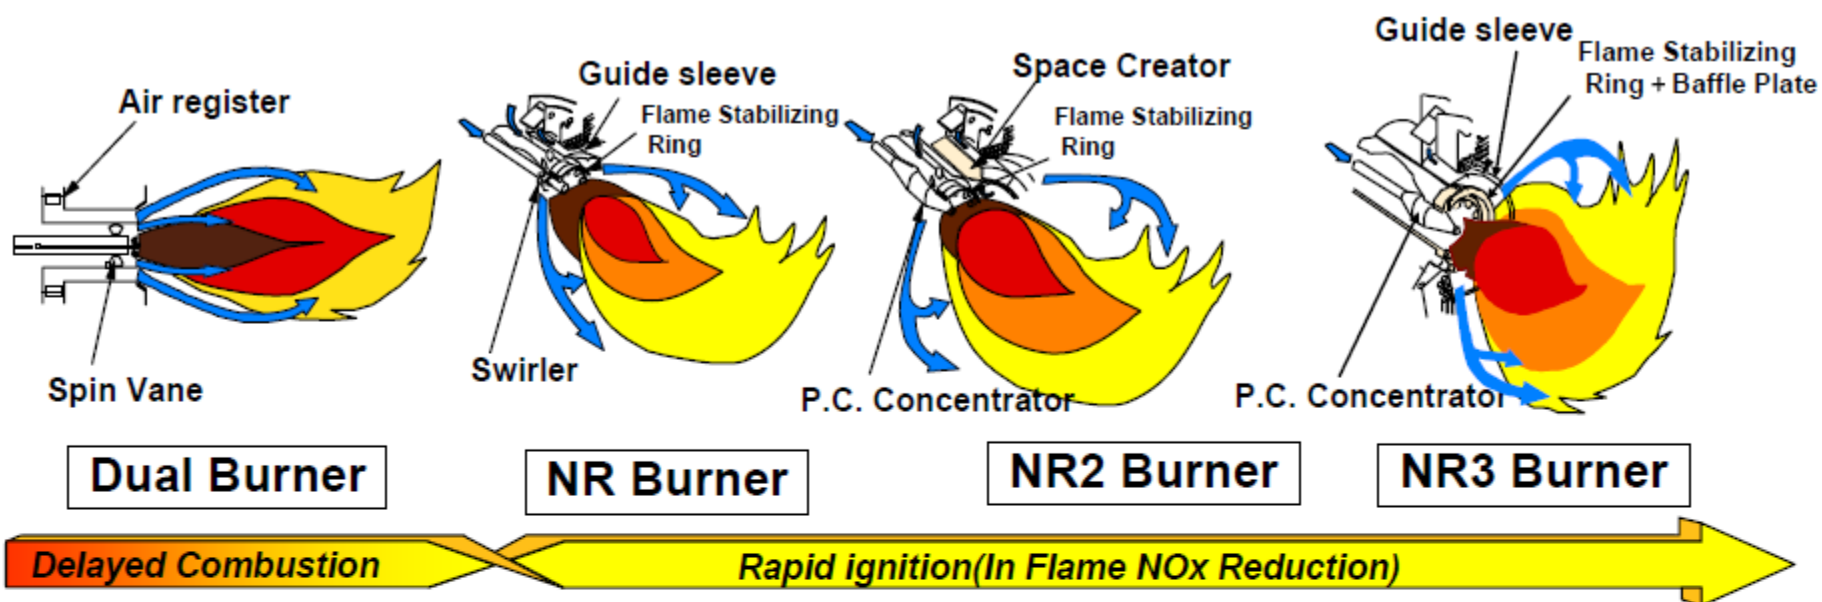 Air register
Spin Vane
Dual Burner
Guide sleeve
Flame Stabilizing
Ring
Swirler
NR Burner
Space Creator
Flame Stabilizing
Ring
P.C. Concentrator
NR2 Burner
Guide sleeve
Flame Stabilizing
Ring + Baffle Plate
P.C. Concentrator
NR3 Burner
Delayed Combustion
Rapid ignition(In Flame NOx Reduction)